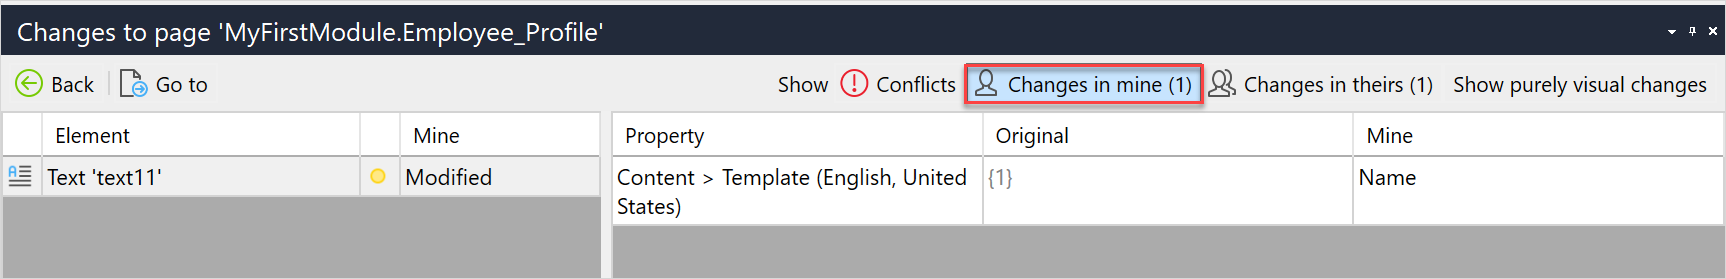 Changes to page 'MyFirstModule.Employee_Profile'
Back Go to Show Conflicts Changes in mine (1) Changes in theirs (1) Show purely visual changes
Element Mine Property Original Mine
Text 'text11' Modified Content > Template (English, United {1} Name
States)